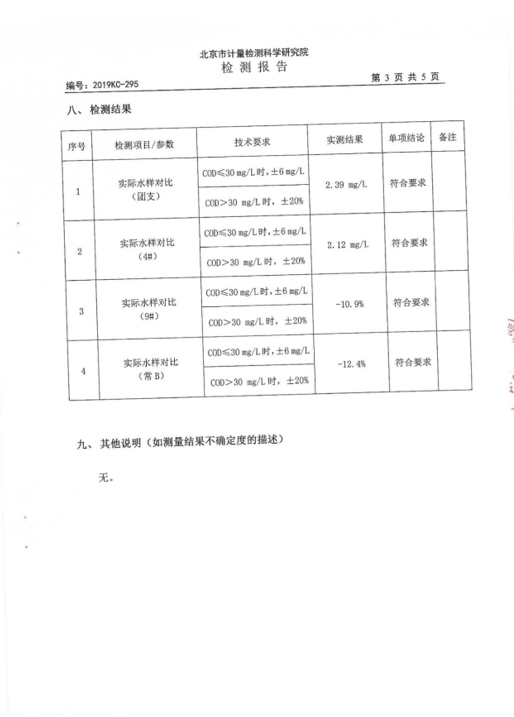 北京市计量检测科学研究院
检 测 报 告
编号：2019KC-295
第 3 页 共 5 页
八、检测结果
序号 检测项目/参数 技术要求 实测结果 单项结论 备注
1 实际水样对比（团支） COD≤30 mg/L时，±6 mg/L 2.39 mg/L 符合要求
COD＞30 mg/L时，±20%
2 实际水样对比（4#） COD≤30 mg/L时，±6 mg/L 2.12 mg/L 符合要求
COD＞30 mg/L时，±20%
3 实际水样对比（9#） COD≤30 mg/L时，±6 mg/L -10.9% 符合要求
COD＞30 mg/L时，±20%
4 实际水样对比（常B） COD≤30 mg/L时，±6 mg/L -12.4% 符合要求
COD＞30 mg/L时，±20%
九、其他说明（如测量结果不确定度的描述）
无。